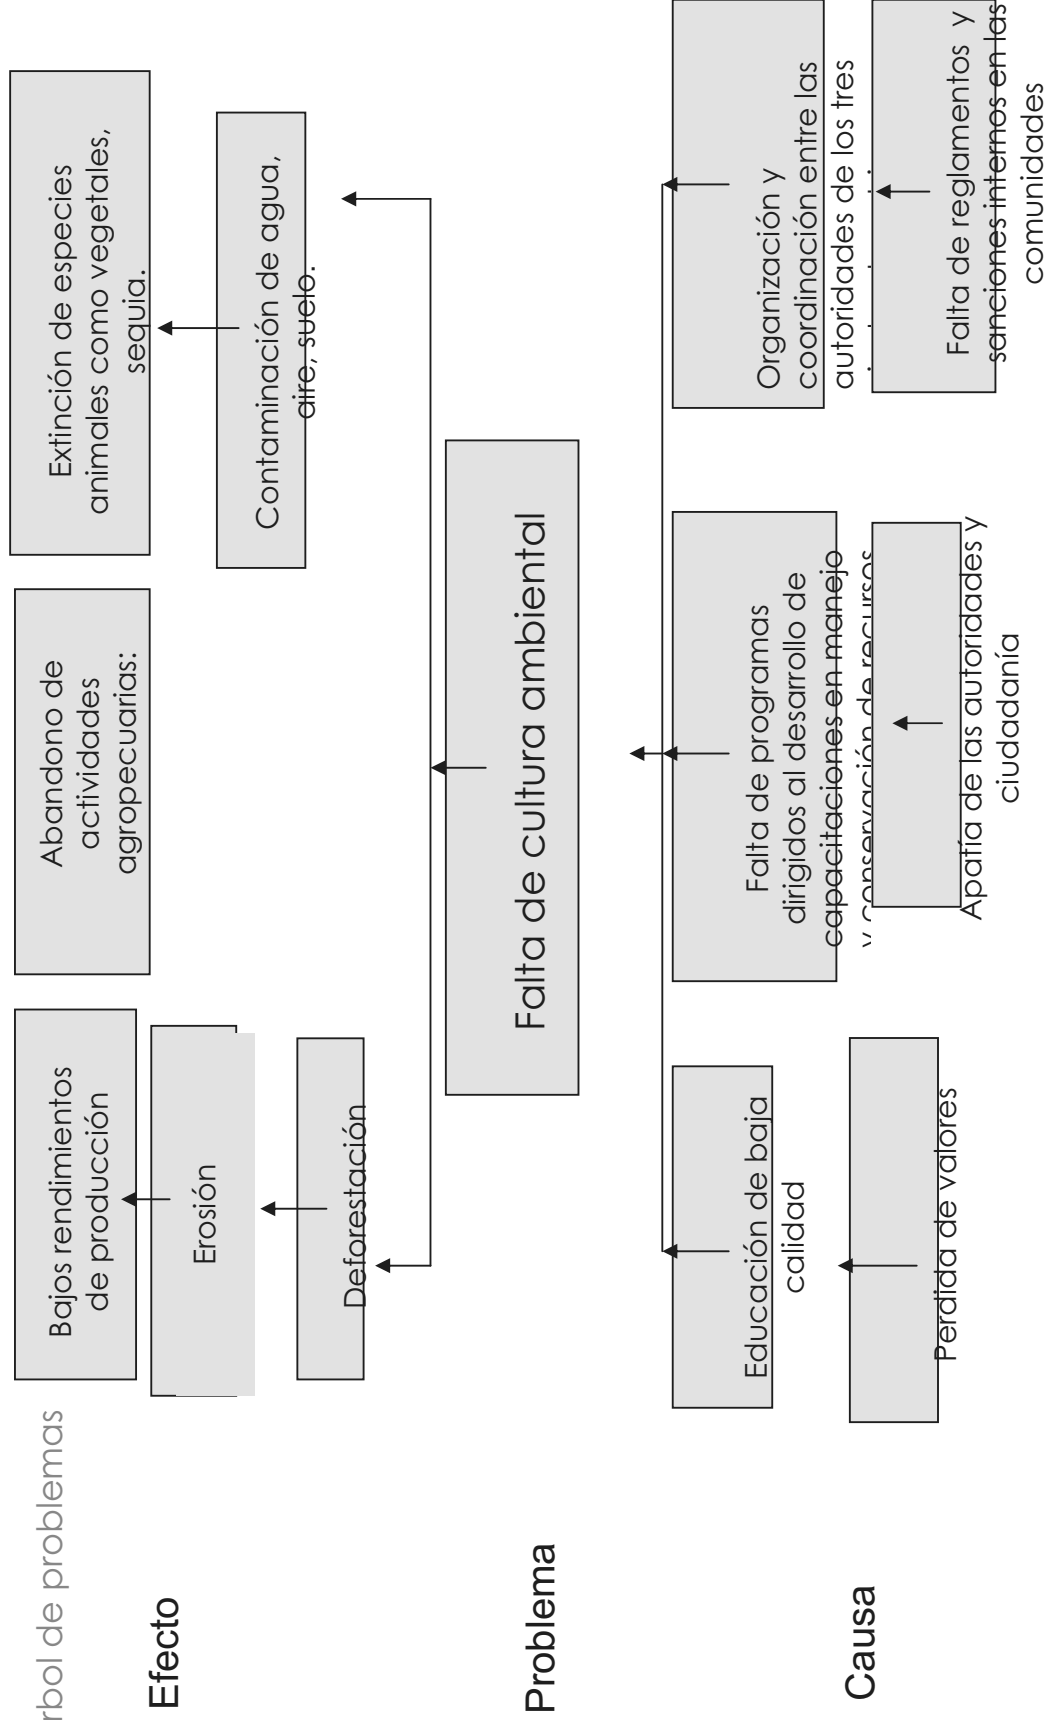 rbol de problemas
Efecto
Bajos rendimientos
de producción
Abandono de
actividades
agropecuarias:
Extinción de especies
animales como vegetales,
sequia.
Erosión
Contaminación de agua,
aire, suelo.
Deforestación
Problema
Falta de cultura ambiental
Causa
Educación de baja
calidad
Falta de programas
dirigidos al desarrollo de
capacitaciones en manejo
y conservación de recursos
Organización y
coordinación entre las
autoridades de los tres
Perdida de valores
Apatía de las autoridades y
ciudadanía
Falta de reglamentos y
sanciones internos en las
comunidades